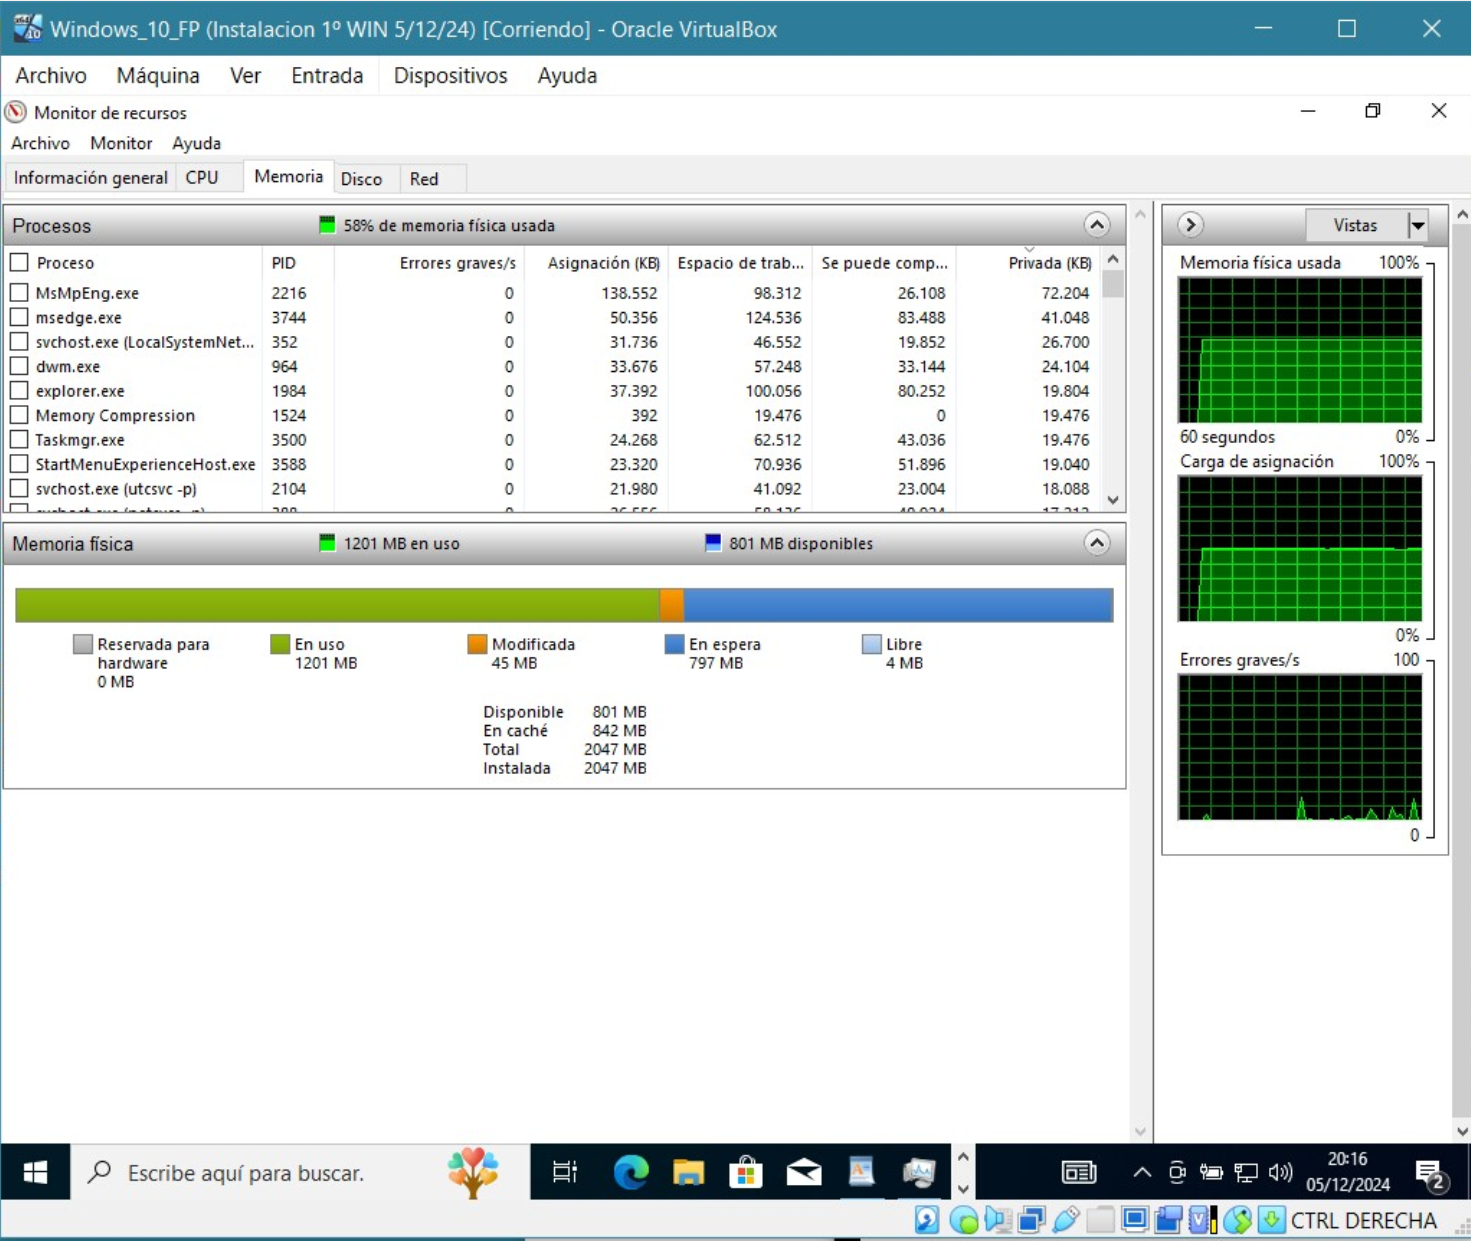 Windows_10_FP (Instalacion 1º WIN 5/12/24) [Corriendo] - Oracle VirtualBox
Archivo Máquina Ver Entrada Dispositivos Ayuda
Monitor de recursos
Archivo Monitor Ayuda
Información general CPU Memoria Disco Red
Procesos 58% de memoria física usada
Proceso PID Errores graves/s Asignación (KB) Espacio de trab... Se puede comp... Privada (KB)
MsMpEng.exe 2216 0 138.552 98.312 26.108 72.204
msedge.exe 3744 0 50.356 124.536 83.488 41.048
svchost.exe (LocalSystemNet... 352 0 31.736 46.552 19.852 26.700
dwm.exe 964 0 33.676 57.248 33.144 24.104
explorer.exe 1984 0 37.392 100.056 80.252 19.804
Memory Compression 1524 0 392 19.476 0 19.476
Taskmgr.exe 3500 0 24.268 62.512 43.036 19.476
StartMenuExperienceHost.exe 3588 0 23.320 70.936 51.896 19.040
svchost.exe (utcsvc -p) 2104 0 21.980 41.092 23.004 18.088
Memoria física 1201 MB en uso 801 MB disponibles
Reservada para hardware 0 MB
En uso 1201 MB
Modificada 45 MB
En espera 797 MB
Libre 4 MB
Disponible 801 MB
En caché 842 MB
Total 2047 MB
Instalada 2047 MB
Vistas
Memoria física usada 100%
60 segundos 0%
Carga de asignación 100%
0%
Errores graves/s 100
0
Escribe aquí para buscar.
20:16
05/12/2024
2
CTRL DERECHA